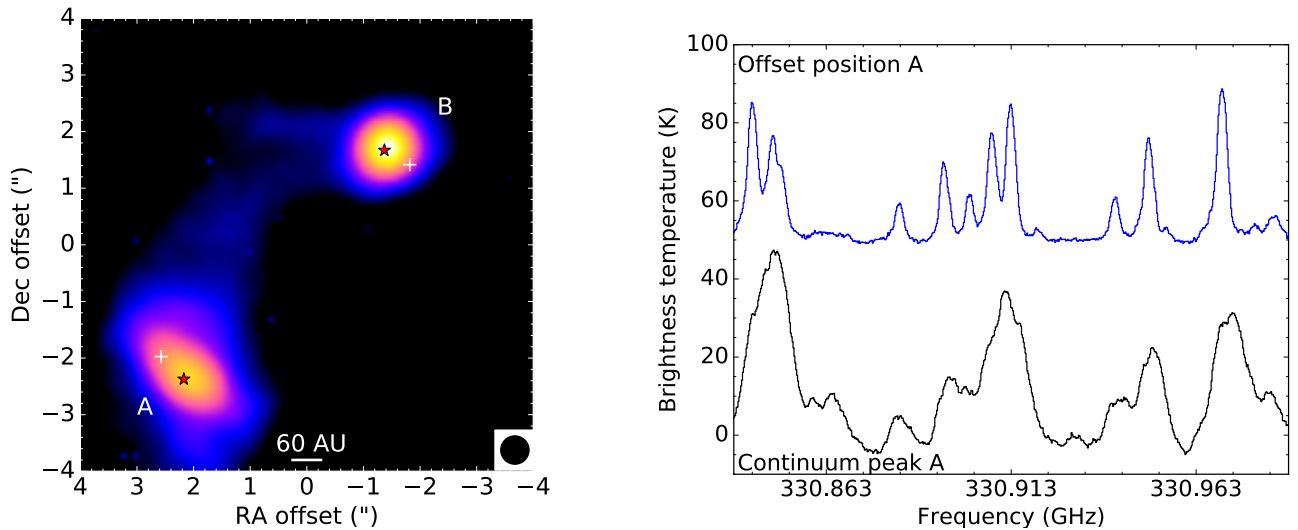 4
3
2
1
0
−1
−2
−3
−4
Dec offset (")
B
A
60 AU
4 3 2 1 0 −1 −2 −3 −4
RA offset (")
100
80
60
40
20
0
Brightness temperature (K)
Offset position A
Continuum peak A
330.863 330.913 330.963
Frequency (GHz)